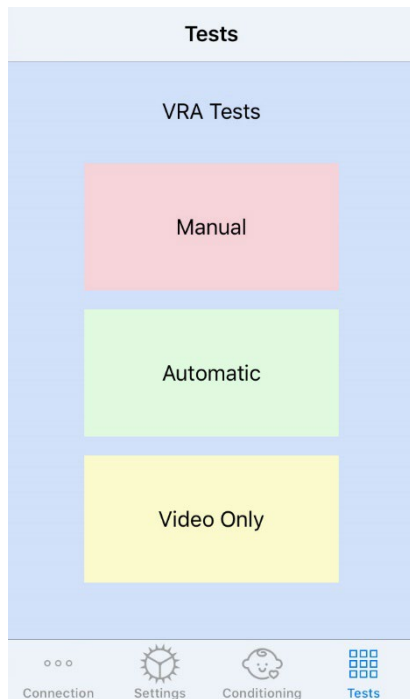 Tests
VRA Tests
Manual
Automatic
Video Only
Connection Settings Conditioning Tests